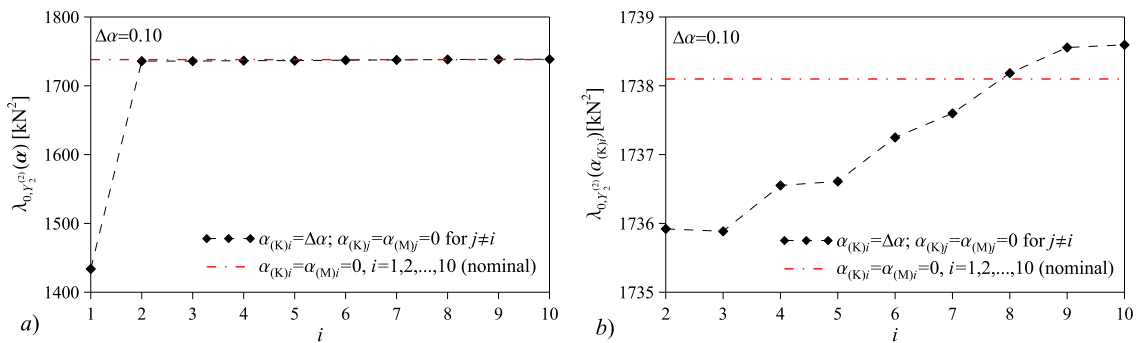 1800
1700
1600
1500
1400
Δα=0.10
λ₀,Y₂⁽²⁾(α) [kN²]
α(K)i=Δα; α(K)j=α(M)j=0 for j≠i
α(K)i=α(M)i=0, i=1,2,...,10 (nominal)
1 2 3 4 5 6 7 8 9 10
i
a)
1739
1738
1737
1736
1735
Δα=0.10
λ₀,Y₂⁽²⁾(α(K)i)[kN²]
α(K)i=Δα; α(K)j=α(M)j=0 for j≠i
α(K)i=α(M)i=0, i=1,2,...,10 (nominal)
2 3 4 5 6 7 8 9 10
i
b)